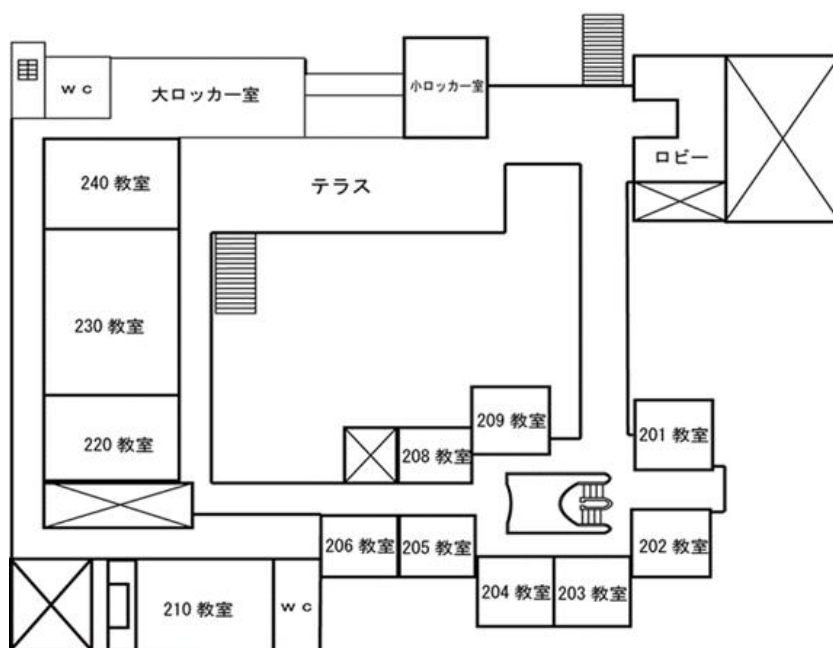 ＷＣ
大ロッカー室
小ロッカー室
ロビー
240 教室
テラス
230 教室
220 教室
209 教室
208 教室
201 教室
206 教室
205 教室
202 教室
204 教室
203 教室
210 教室
ＷＣ